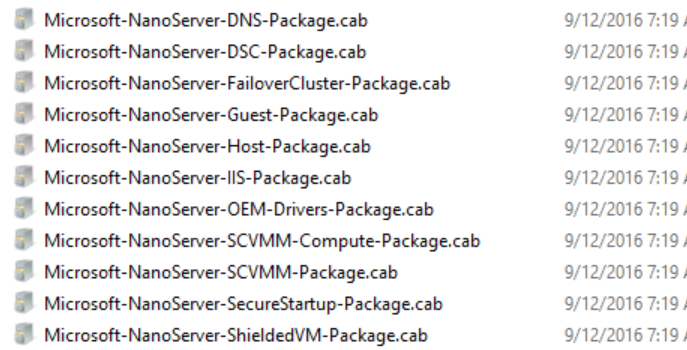 Microsoft-NanoServer-DNS-Package.cab 9/12/2016 7:19 A
Microsoft-NanoServer-DSC-Package.cab 9/12/2016 7:19 A
Microsoft-NanoServer-FailoverCluster-Package.cab 9/12/2016 7:19 A
Microsoft-NanoServer-Guest-Package.cab 9/12/2016 7:19 A
Microsoft-NanoServer-Host-Package.cab 9/12/2016 7:19 A
Microsoft-NanoServer-IIS-Package.cab 9/12/2016 7:19 A
Microsoft-NanoServer-OEM-Drivers-Package.cab 9/12/2016 7:19 A
Microsoft-NanoServer-SCVMM-Compute-Package.cab 9/12/2016 7:19 A
Microsoft-NanoServer-SCVMM-Package.cab 9/12/2016 7:19 A
Microsoft-NanoServer-SecureStartup-Package.cab 9/12/2016 7:19 A
Microsoft-NanoServer-ShieldedVM-Package.cab 9/12/2016 7:19 A